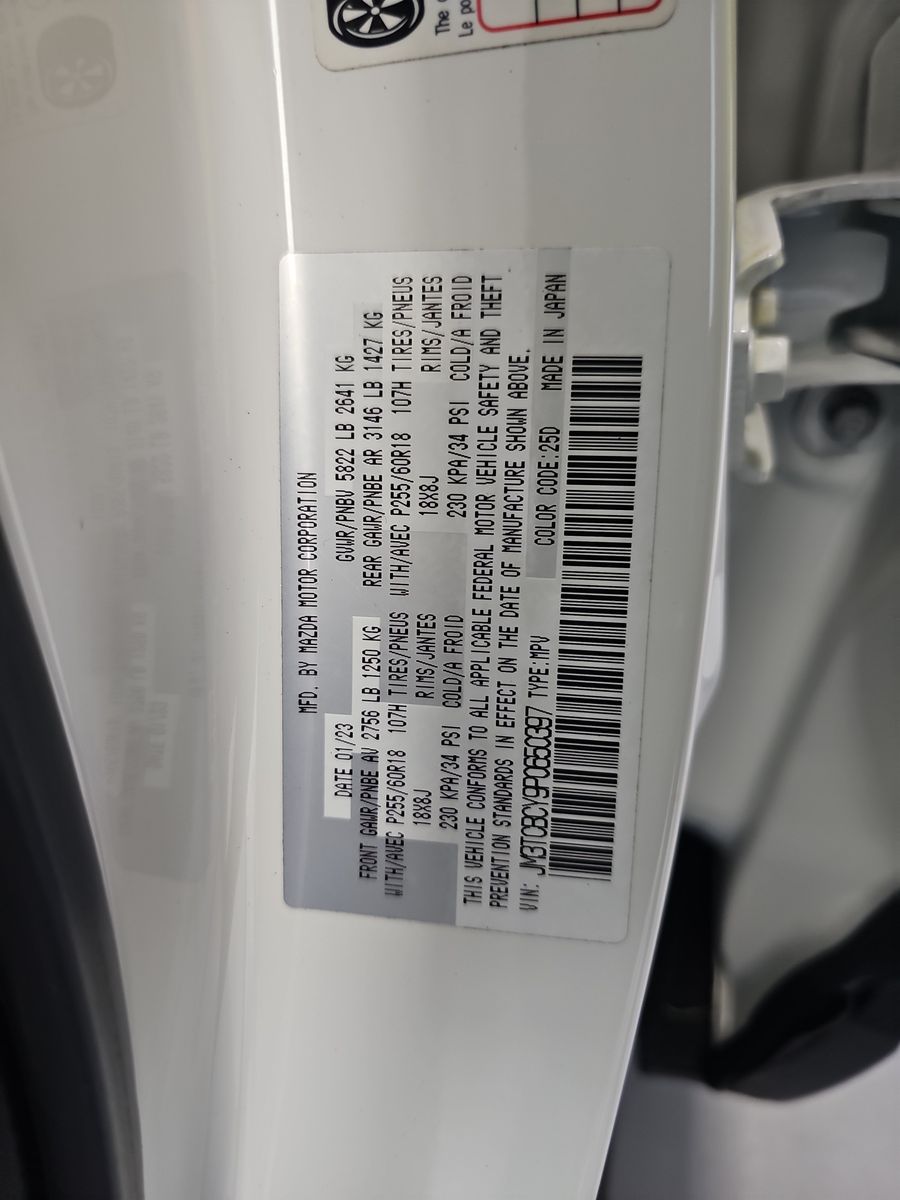 The
Le po
MFD. BY MAZDA MOTOR CORPORATION
DATE 01/23 GVWR/PNBV 5822 LB 2641 KG
FRONT GAWR/PNBE AV 2756 LB 1250 KG REAR GAWR/PNBE AR 3146 LB 1427 KG
WITH/AVEC P255/60R18 107H TIRES/PNEUS WITH/AVEC P255/60R18 107H TIRES/PNEUS
18X8J RIMS/JANTES 18X8J RIMS/JANTES
230 KPA/34 PSI COLD/A FROID 230 KPA/34 PSI COLD/A FROID
THIS VEHICLE CONFORMS TO ALL APPLICABLE FEDERAL MOTOR VEHICLE SAFETY AND THEFT
PREVENTION STANDARDS IN EFFECT ON THE DATE OF MANUFACTURE SHOWN ABOVE.
VIN: JM3TCBCY9P0650397 TYPE:MPV COLOR CODE:25D MADE IN JAPAN